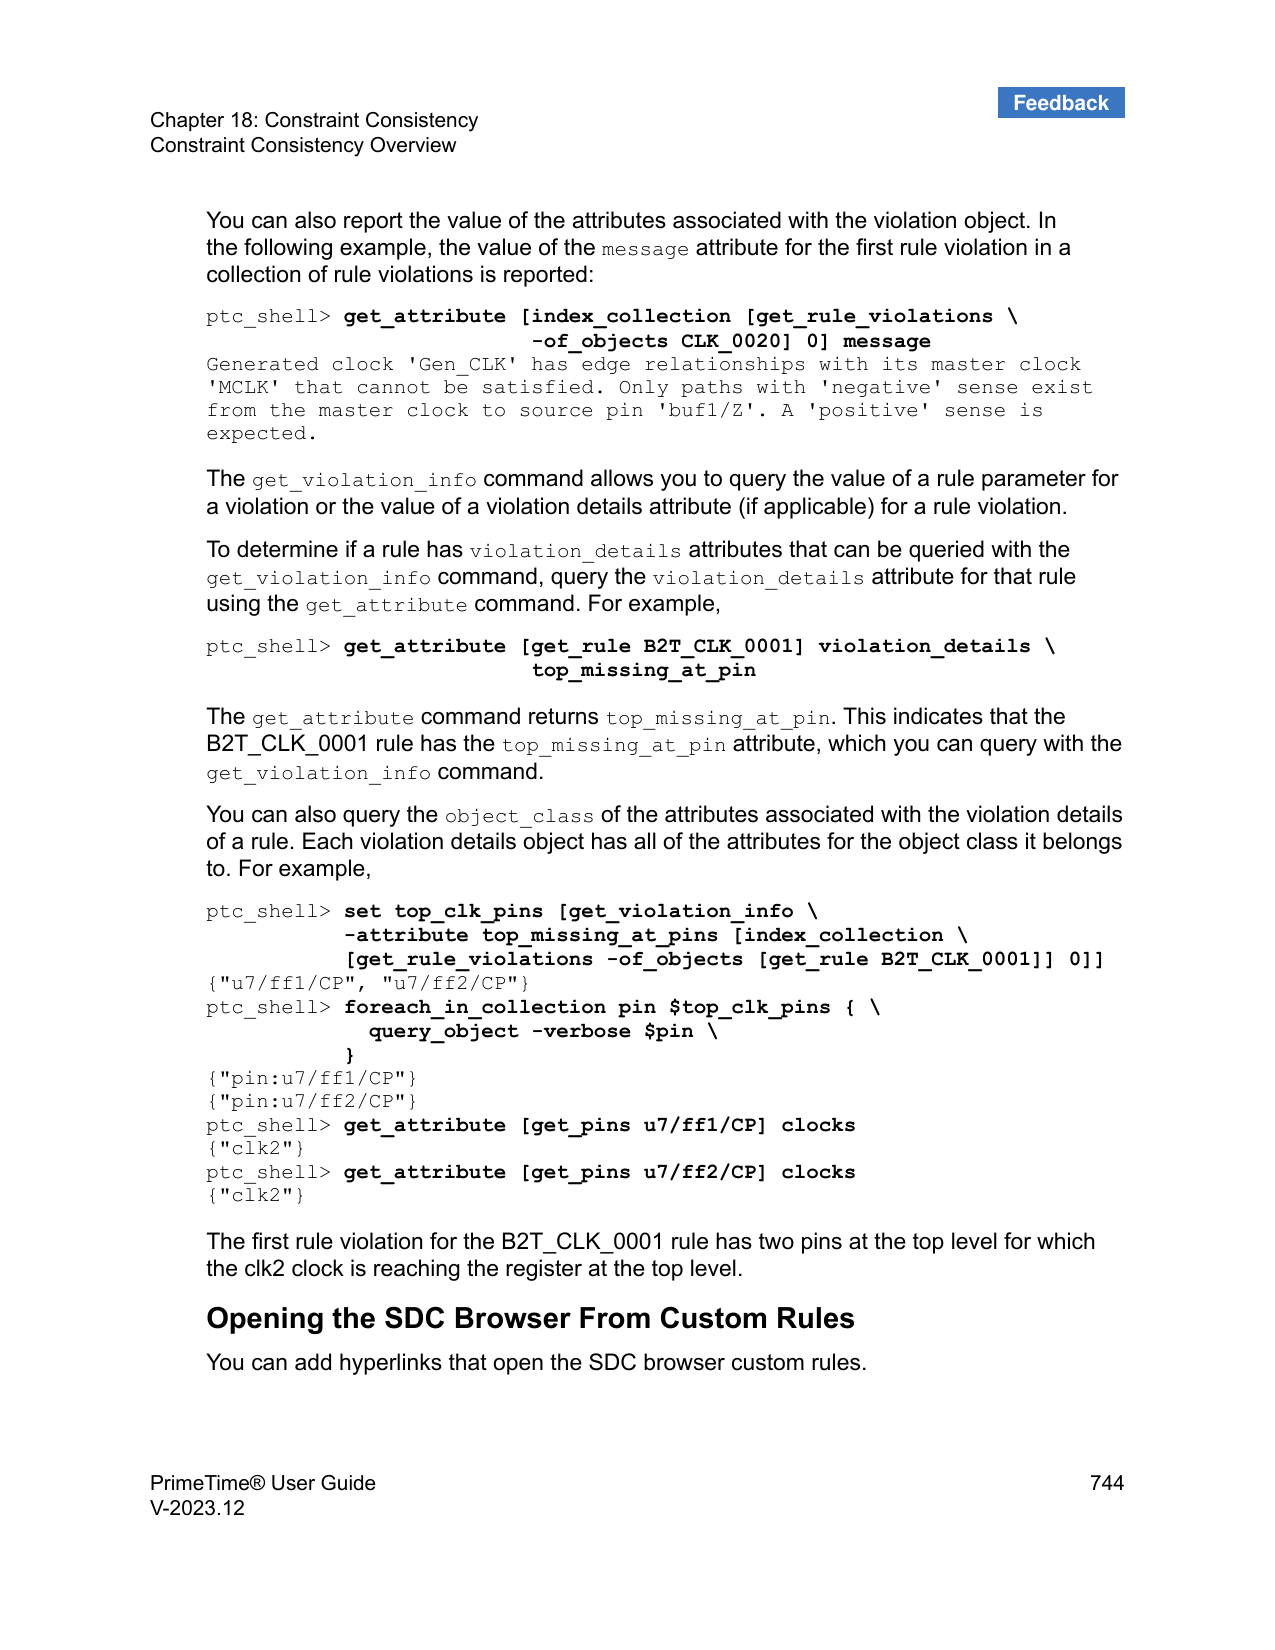 Feedback
Chapter 18: Constraint Consistency
Constraint Consistency Overview
You can also report the value of the attributes associated with the violation object. In
the following example, the value of the message attribute for the first rule violation in a
collection of rule violations is reported:
ptc_shell> get_attribute [index_collection [get_rule_violations \
                          -of_objects CLK_0020] 0] message
Generated clock 'Gen_CLK' has edge relationships with its master clock
'MCLK' that cannot be satisfied. Only paths with 'negative' sense exist
from the master clock to source pin 'buf1/Z'. A 'positive' sense is
expected.
The get_violation_info command allows you to query the value of a rule parameter for
a violation or the value of a violation details attribute (if applicable) for a rule violation.
To determine if a rule has violation_details attributes that can be queried with the
get_violation_info command, query the violation_details attribute for that rule
using the get_attribute command. For example,
ptc_shell> get_attribute [get_rule B2T_CLK_0001] violation_details \
                          top_missing_at_pin
The get_attribute command returns top_missing_at_pin. This indicates that the
B2T_CLK_0001 rule has the top_missing_at_pin attribute, which you can query with the
get_violation_info command.
You can also query the object_class of the attributes associated with the violation details
of a rule. Each violation details object has all of the attributes for the object class it belongs
to. For example,
ptc_shell> set top_clk_pins [get_violation_info \
           -attribute top_missing_at_pins [index_collection \
           [get_rule_violations -of_objects [get_rule B2T_CLK_0001]] 0]]
{"u7/ff1/CP", "u7/ff2/CP"}
ptc_shell> foreach_in_collection pin $top_clk_pins { \
             query_object -verbose $pin \
           }
{"pin:u7/ff1/CP"}
{"pin:u7/ff2/CP"}
ptc_shell> get_attribute [get_pins u7/ff1/CP] clocks
{"clk2"}
ptc_shell> get_attribute [get_pins u7/ff2/CP] clocks
{"clk2"}
The first rule violation for the B2T_CLK_0001 rule has two pins at the top level for which
the clk2 clock is reaching the register at the top level.
Opening the SDC Browser From Custom Rules
You can add hyperlinks that open the SDC browser custom rules.
PrimeTime® User Guide
744
V-2023.12